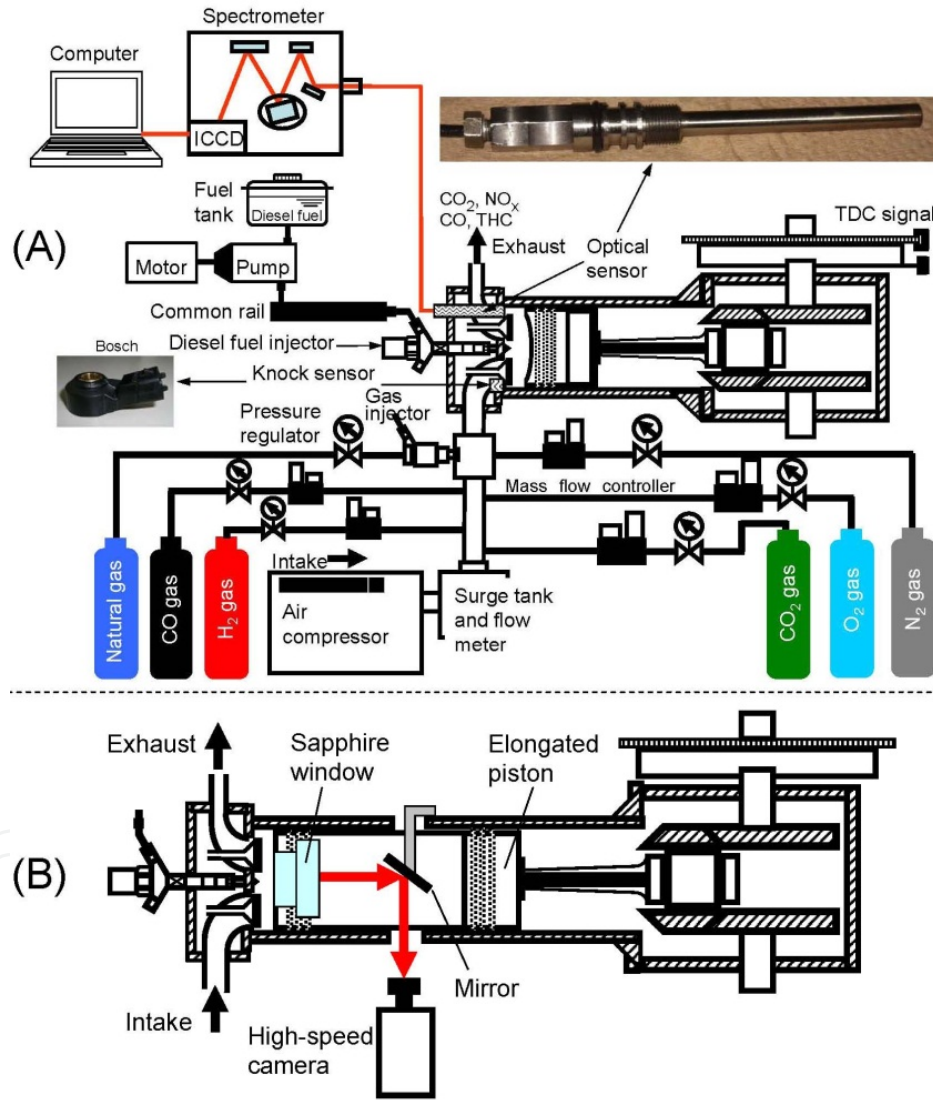 Spectrometer
Computer
ICCD
Fuel
tank
Diesel fuel
CO2, NOX
CO, THC
Exhaust
Optical
sensor
TDC signal
(A)
Motor
Pump
Common rail
Diesel fuel injector
Bosch
Knock sensor
Gas
injector
Pressure
regulator
Mass flow controller
Intake
Air
compressor
Surge tank
and flow
meter
Natural gas
CO gas
H2 gas
CO2 gas
O2 gas
N2 gas
Exhaust
Sapphire
window
Elongated
piston
(B)
Mirror
Intake
High-speed
camera